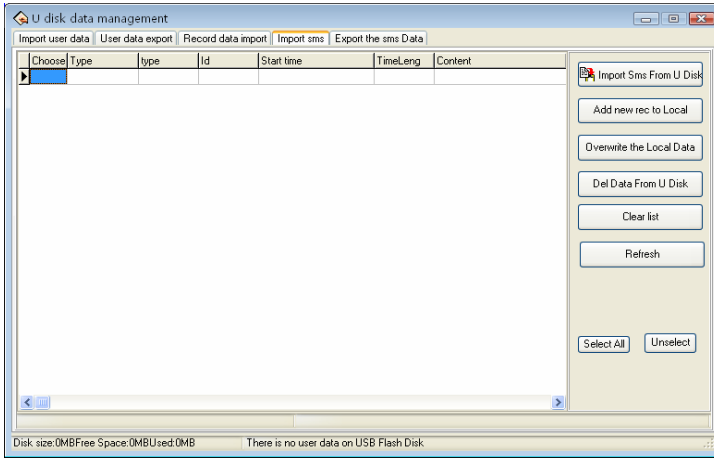 U disk data management
Import user data User data export Record data import Import sms Export the sms Data
Choose Type type Id Start time TimeLeng Content
Import Sms From U Disk
Add new rec to Local
Overwrite the Local Data
Del Data From U Disk
Clear list
Refresh
Select All Unselect
Disk size:0MBFree Space:0MBUsed:0MB There is no user data on USB Flash Disk